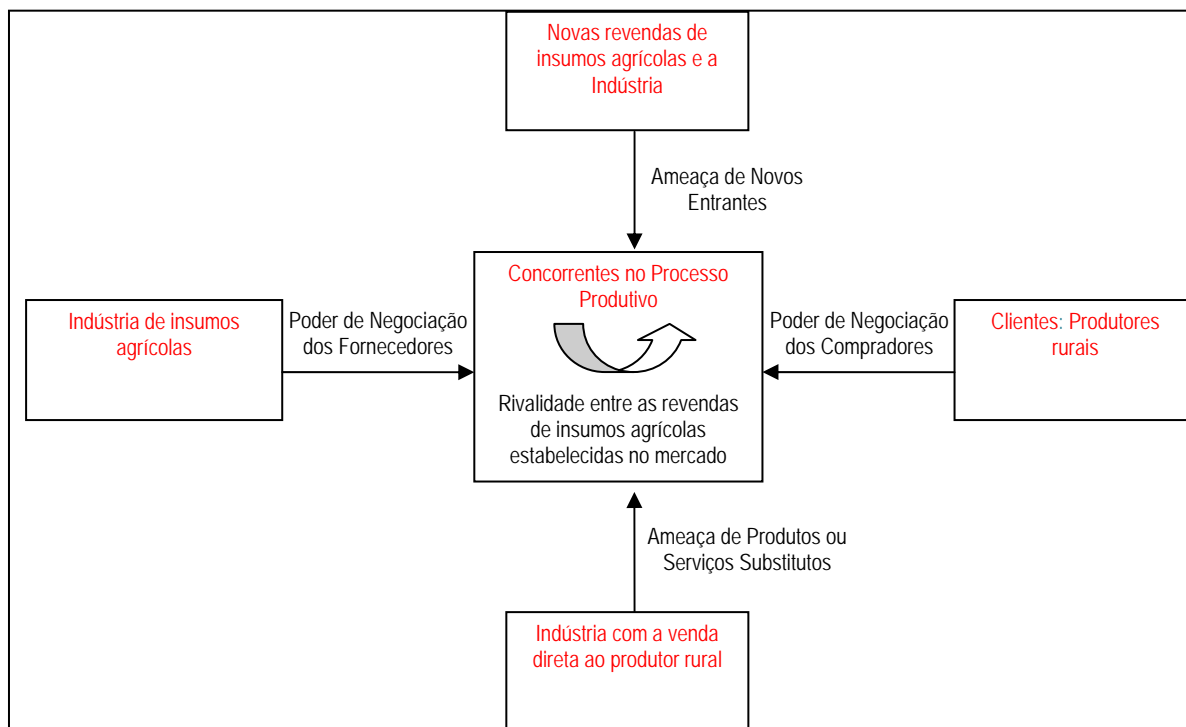 Novas revendas de
insumos agrícolas e a
Indústria
Ameaça de Novos
Entrantes
Concorrentes no Processo
Produtivo
Indústria de insumos
agrícolas
Poder de Negociação
dos Fornecedores
Poder de Negociação
dos Compradores
Clientes: Produtores
rurais
Rivalidade entre as revendas
de insumos agrícolas
estabelecidas no mercado
Ameaça de Produtos ou
Serviços Substitutos
Indústria com a venda
direta ao produtor rural